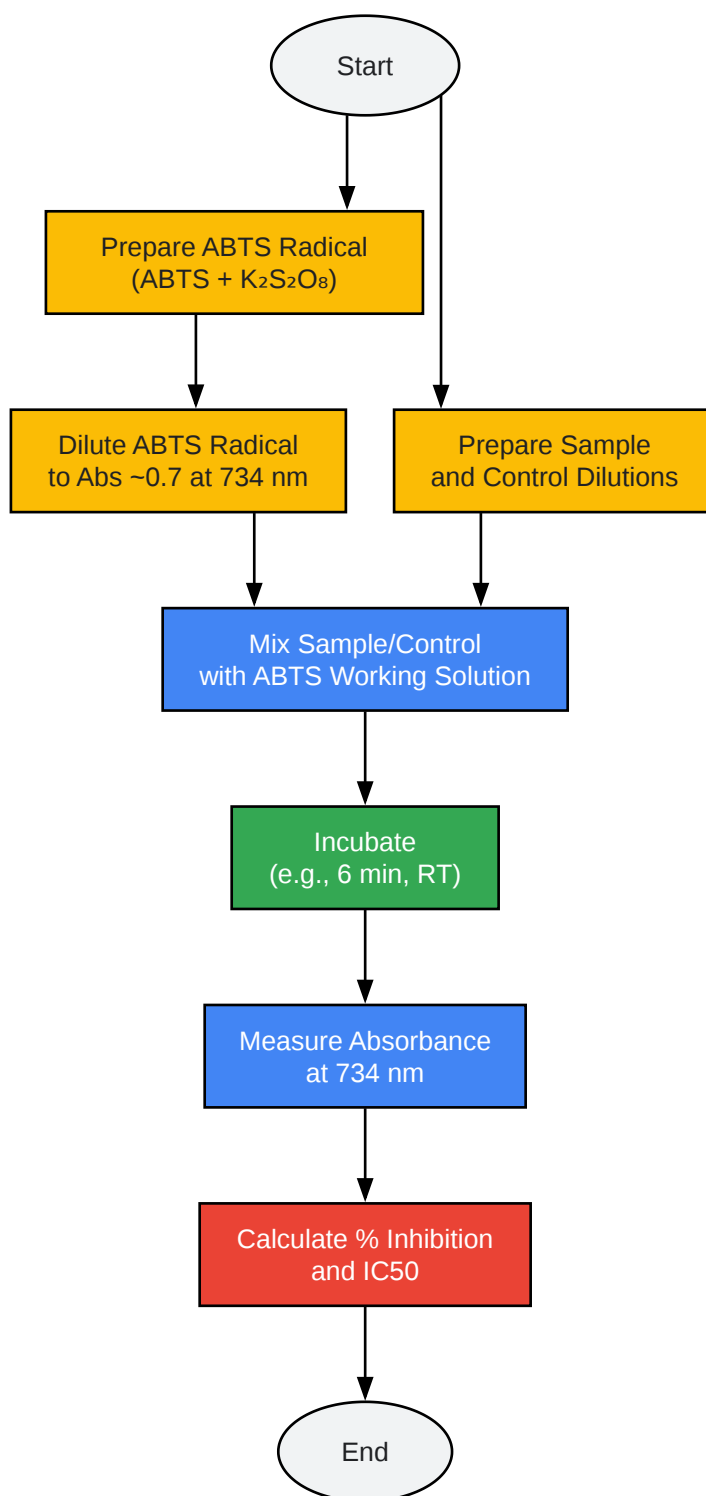 Start
Prepare ABTS Radical
(ABTS + K₂S₂O₈)
Dilute ABTS Radical
to Abs ~0.7 at 734 nm
Prepare Sample
and Control Dilutions
Mix Sample/Control
with ABTS Working Solution
Incubate
(e.g., 6 min, RT)
Measure Absorbance
at 734 nm
Calculate % Inhibition
and IC50
End